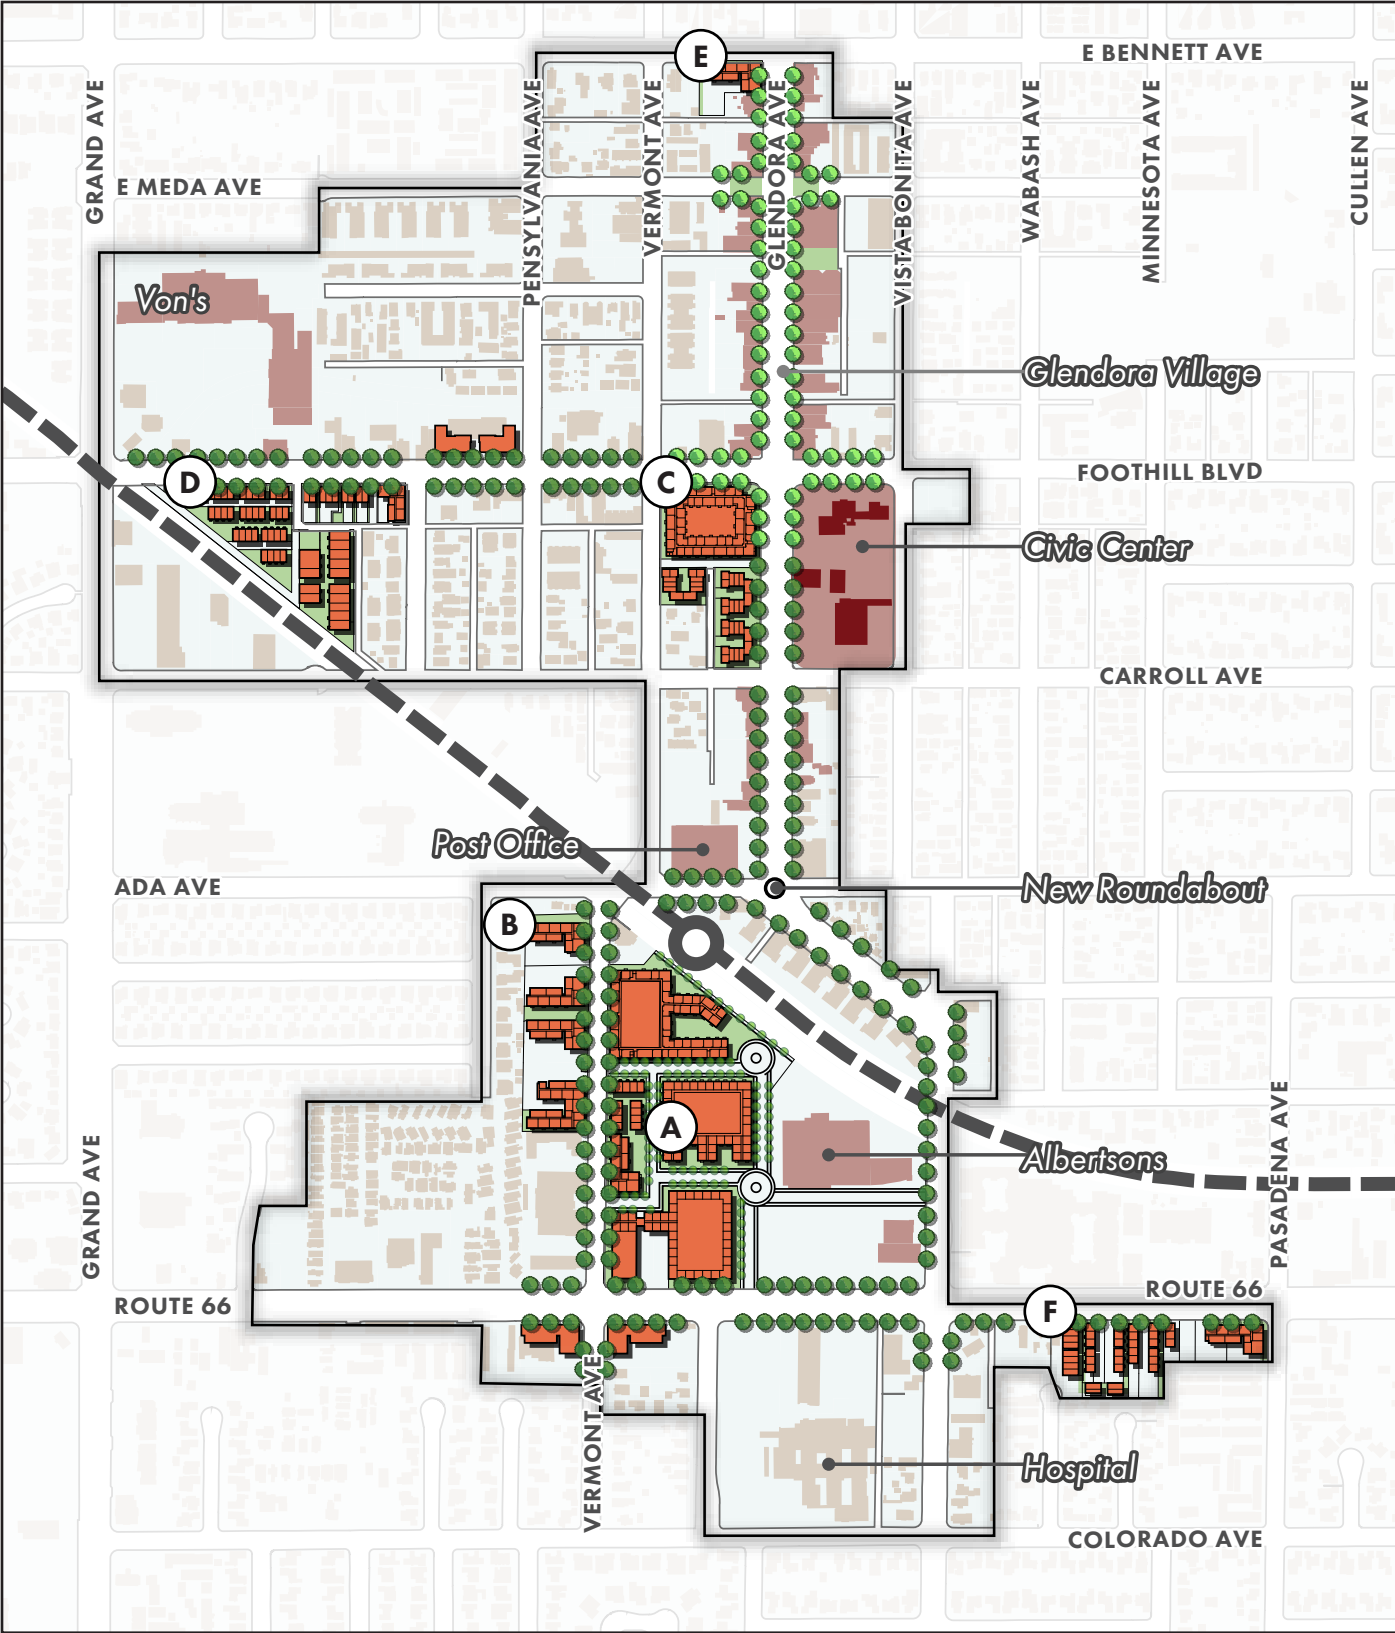 E BENNETT AVE
E
GRAND AVE
PENSYLVANIA AVE
VERMONT AVE
GLENDORA AVE
VISTA BONITA AVE
WABASH AVE
MINNESOTA AVE
CULLEN AVE
E MEDA AVE
Von's
Glendora Village
D
C
FOOTHILL BLVD
Civic Center
CARROLL AVE
Post Office
ADA AVE
New Roundabout
B
A
Albertsons
GRAND AVE
PASADENA AVE
ROUTE 66
ROUTE 66
F
VERMONT AVE
Hospital
COLORADO AVE